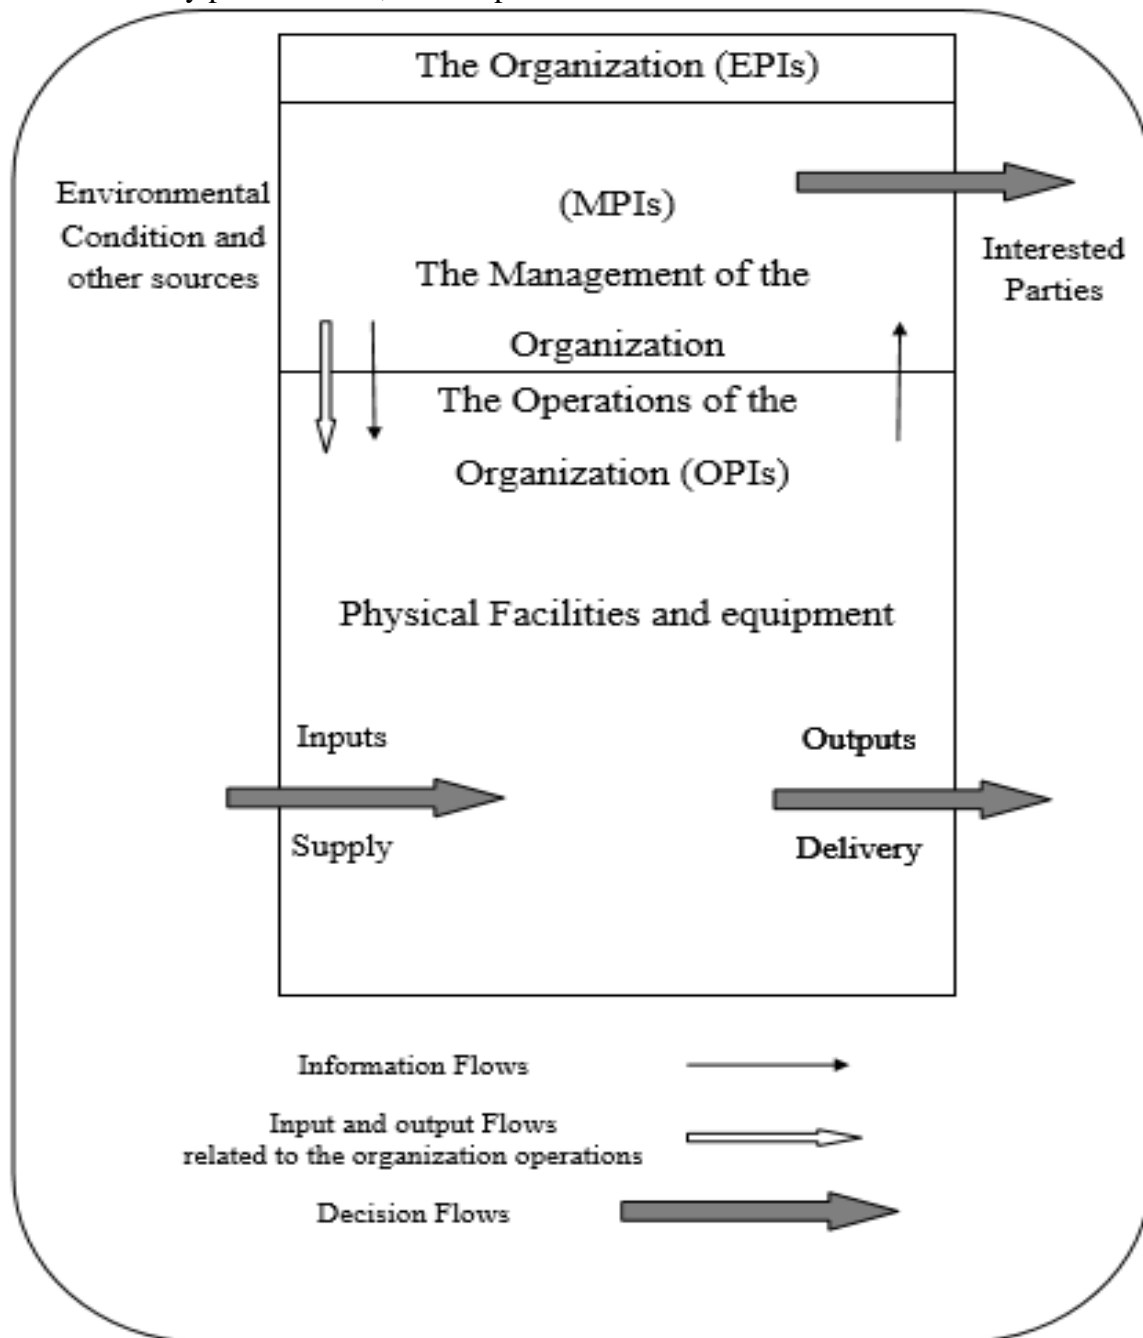 The Organization (EPIs)
Environmental
Condition and
other sources
(MPIs)
The Management of the
Organization
Interested
Parties
The Operations of the
Organization (OPIs)
Physical Facilities and equipment
Inputs
Supply
Outputs
Delivery
Information Flows
Input and output Flows
related to the organization operations
Decision Flows